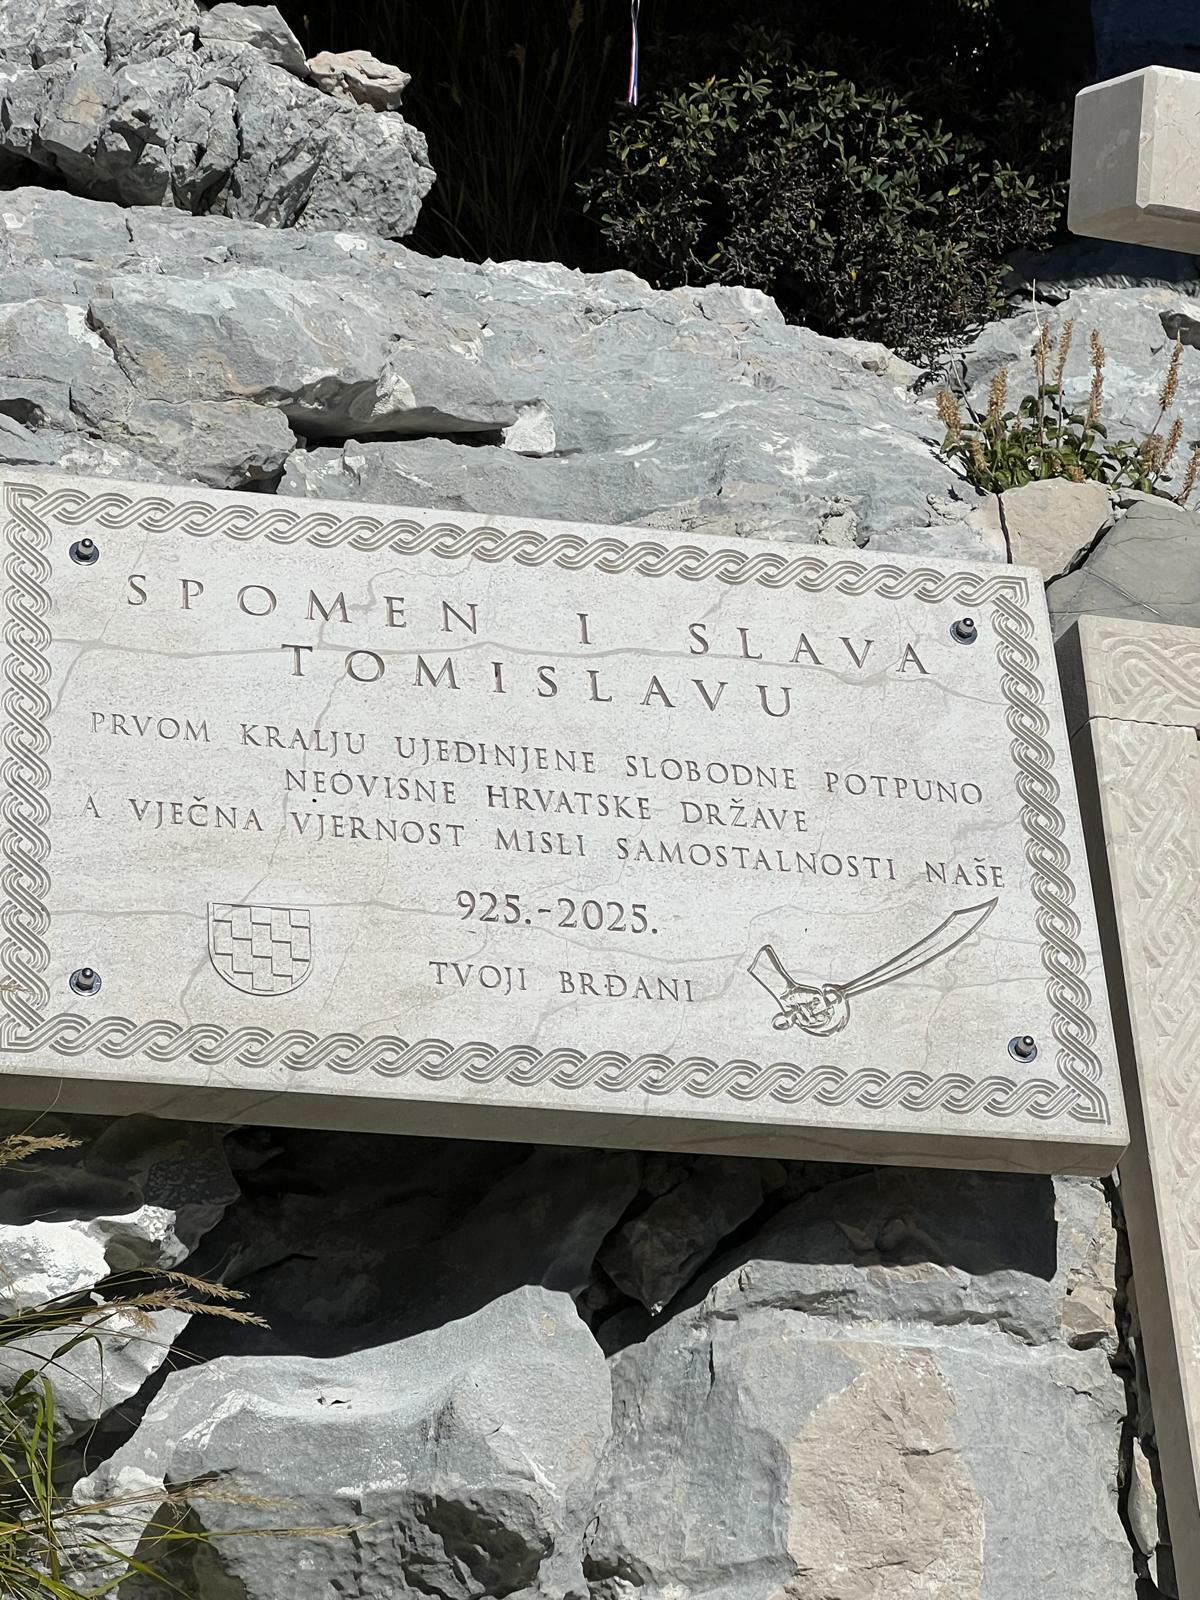 SPOMEN I SLAVA
TOMISLAVU
PRVOM KRALJU UJEDINJENE SLOBODNE POTPUNO
NEOVISNE HRVATSKE DRŽAVE
A VJEČNA VJERNOST MISLI SAMOSTALNOSTI NAŠE
925.-2025.
TVOJI BRĐANI